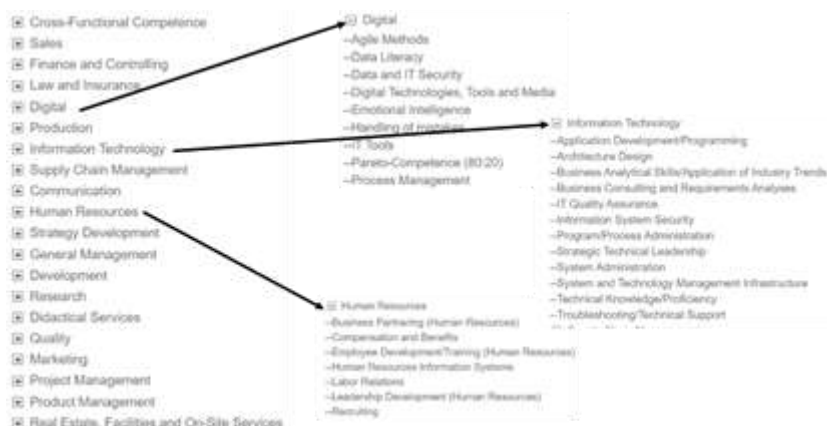 Cross-Functional Competence
Sales
Finance and Controlling
Law and Insurance
Digital
Production
Information Technology
Supply Chain Management
Communication
Human Resources
Strategy Development
General Management
Development
Research
Didactical Services
Quality
Marketing
Project Management
Product Management
Real Estate, Facilities and On-Site Services
Digital
--Agile Methods
--Data Literacy
--Data and IT Security
--Digital Technologies, Tools and Media
--Emotional Intelligence
--Handling of mistakes
--IT Tools
--Pareto-Competence (80:20)
--Process Management
Information Technology
--Application Development/Programming
--Architecture Design
--Business Analytical Skills/Application of Industry Trends
--Business Consulting and Requirements Analyses
--IT Quality Assurance
--Information System Security
--Program/Process Administration
--Strategic Technical Leadership
--System Administration
--System and Technology Management Infrastructure
--Technical Knowledge/Proficiency
--Troubleshooting/Technical Support
Human Resources
--Business Partnering (Human Resources)
--Compensation and Benefits
--Employee Development/Training (Human Resources)
--Human Resources Information Systems
--Labor Relations
--Leadership Development (Human Resources)
--Recruiting